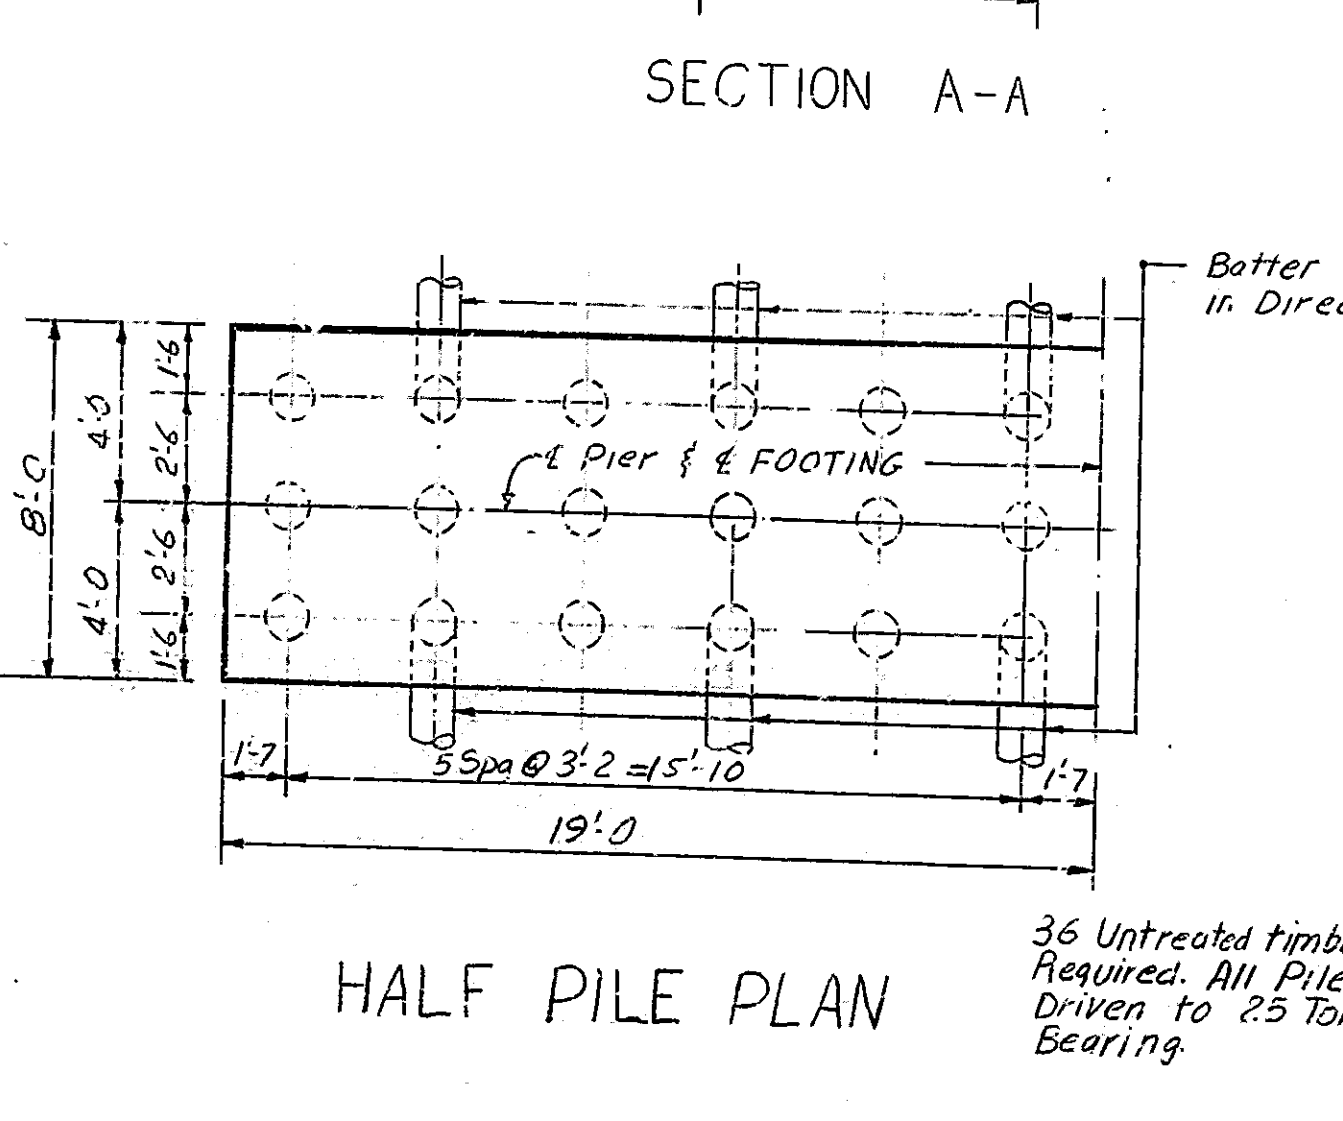 SECTION A-A
Batter
in Direc
1'-6
4'-0
2'-6
8'-0
℄ Pier & ℄ FOOTING
2'-6
4'-0
1'-6
1'-7
5 Spa @ 3'-2 = 15'-10
1'-7
19'-0
36 Untreated timb
Required. All Pile
HALF PILE PLAN
Driven to 25 To
Bearing.